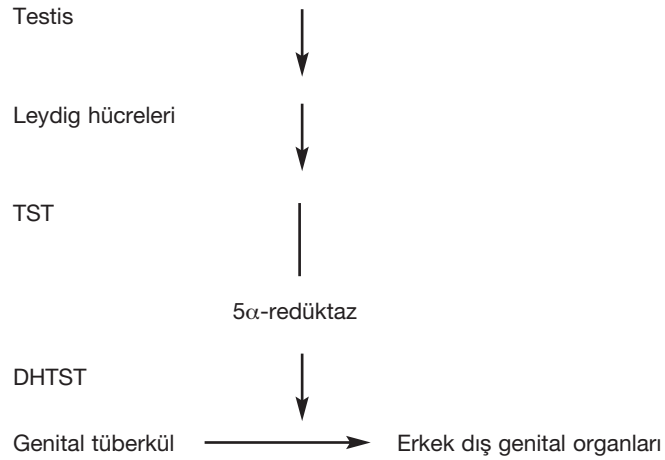 Testis
Leydig hücreleri
TST
5α-redüktaz
DHTST
Genital tüberkül Erkek dış genital organları